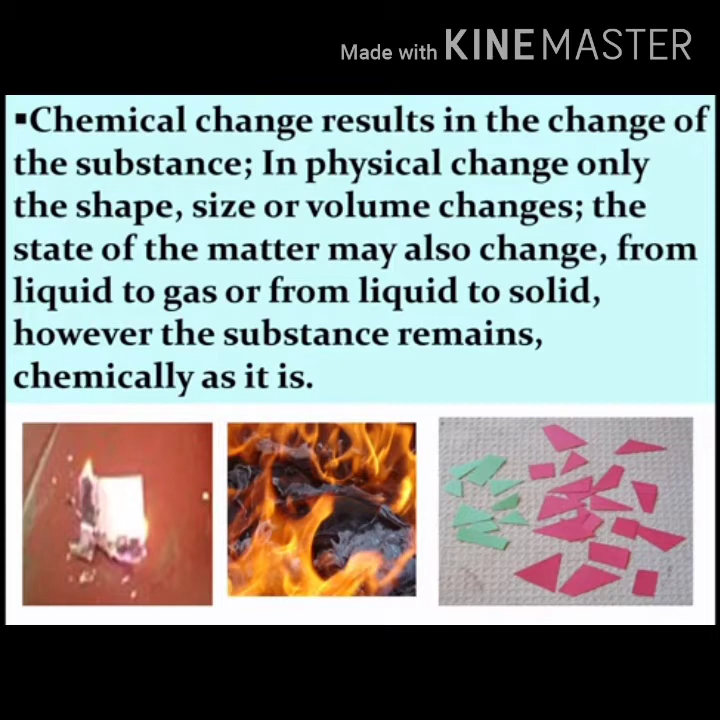 Made with KINEMASTER
▪Chemical change results in the change of
the substance; In physical change only
the shape, size or volume changes; the
state of the matter may also change, from
liquid to gas or from liquid to solid,
however the substance remains,
chemically as it is.